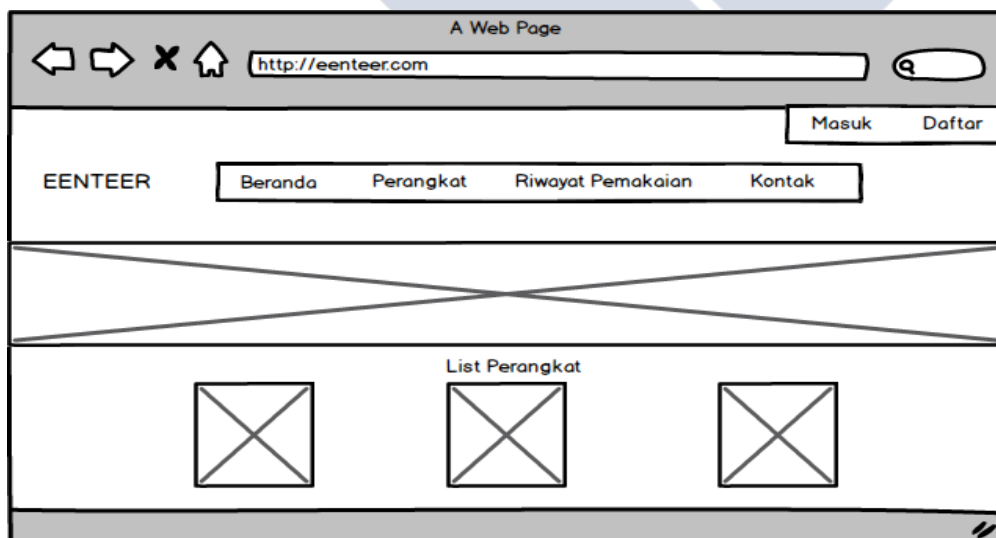 A Web Page
http://eenteer.com
Masuk Daftar
EENTEER Beranda Perangkat Riwayat Pemakaian Kontak
List Perangkat